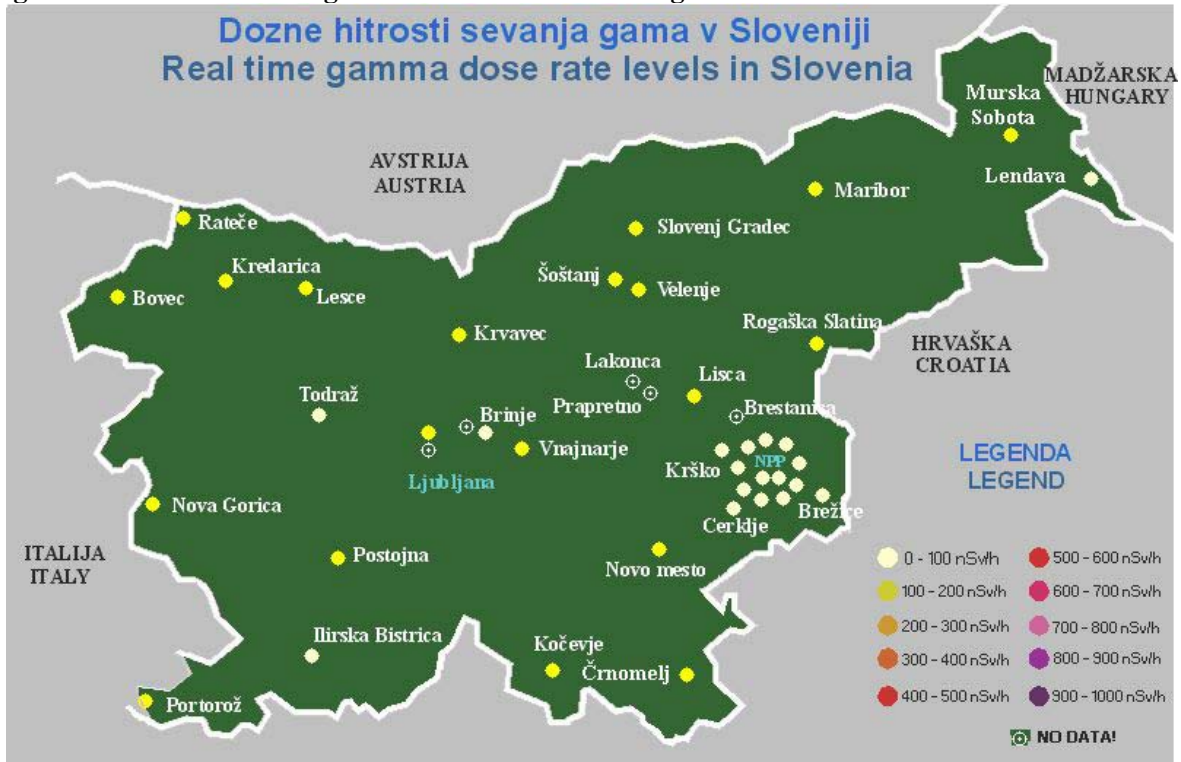 Dozne hitrosti sevanja gama v Sloveniji
Real time gamma dose rate levels in Slovenia
MADŽARSKA
HUNGARY
Murska
Sobota
AVSTRIJA
AUSTRIA
Lendava
Maribor
Rateče
Slovenj Gradec
Kredarica
Šoštanj
Bovec
Lesce
Velenje
Rogaška Slatina
Krvavec
HRVAŠKA
CROATIA
Lakonca
Lisca
Todraž
Prapretno
Brestanica
Brinje
Vnajnarje
LEGENDA
LEGEND
Krško
NPP
Ljubljana
Nova Gorica
Brežice
Cerklje
ITALIJA
ITALY
Postojna
Novo mesto
0 - 100 nSv/h
500 - 600 nSv/h
100 - 200 nSv/h
600 - 700 nSv/h
200 - 300 nSv/h
700 - 800 nSv/h
300 - 400 nSv/h
800 - 900 nSv/h
400 - 500 nSv/h
900 - 1000 nSv/h
Ilirska Bistrica
Kočevje
Črnomelj
Portorož
NO DATA!